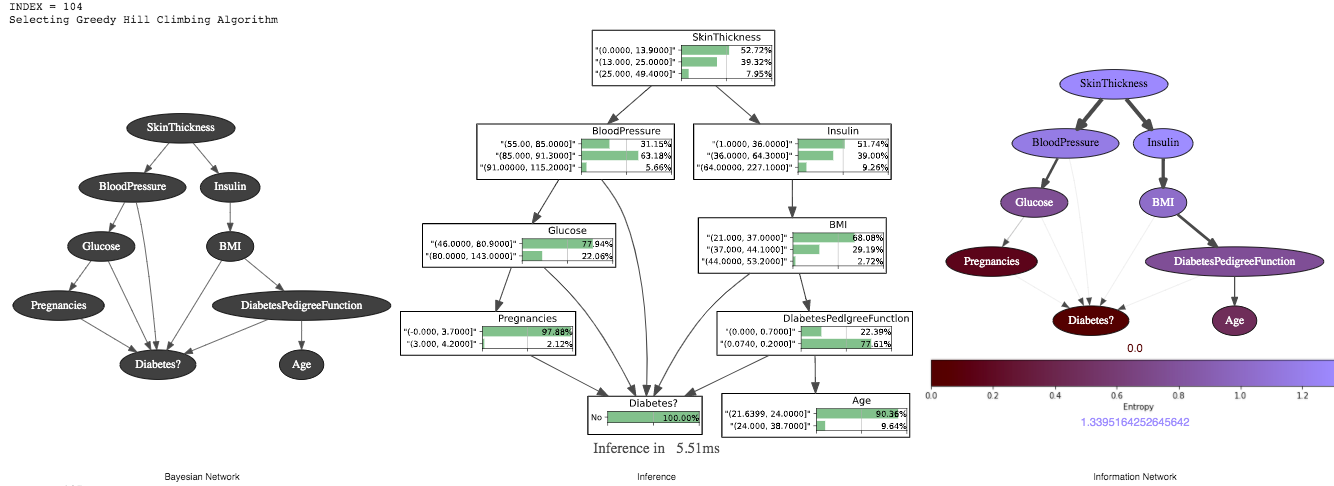 INDEX = 104
Selecting Greedy Hill Climbing Algorithm
SkinThickness
BloodPressure
Insulin
Glucose
BMI
Pregnancies
DiabetesPedigreeFunction
Diabetes?
Age
Bayesian Network
SkinThickness
"(0.0000, 13.9000]" 52.72%
"(13.000, 25.0000]" 39.32%
"(25.000, 49.4000]" 7.95%
BloodPressure
"(55.00, 85.0000]" 31.15%
"(85.000, 91.3000]" 63.18%
"(91.00000, 115.2000]" 5.66%
Insulin
"(1.0000, 36.0000]" 51.74%
"(36.0000, 64.3000]" 39.00%
"(64.00000, 227.1000]" 9.26%
Glucose
"(46.0000, 80.9000]" 77.94%
"(80.0000, 143.0000]" 22.06%
BMI
"(21.000, 37.0000]" 68.08%
"(37.000, 44.1000]" 29.19%
"(44.0000, 53.2000]" 2.72%
Pregnancies
"(-0.000, 3.7000]" 97.88%
"(3.000, 4.2000]" 2.12%
DiabetesPedlgreeFunction
"(0.000, 0.7000]" 22.39%
"(0.0740, 0.2000]" 77.61%
Diabetes?
No 100.00%
Age
"(21.6399, 24.0000]" 90.36%
"(24.000, 38.7000]" 9.64%
Inference in 5.51ms
Inference
SkinThickness
BloodPressure
Insulin
Glucose
BMI
Pregnancies
DiabetesPedigreeFunction
Diabetes?
Age
0.0
0.0 0.2 0.4 0.6 0.8 1.0 1.2
Entropy
1.3395164252645642
Information Network